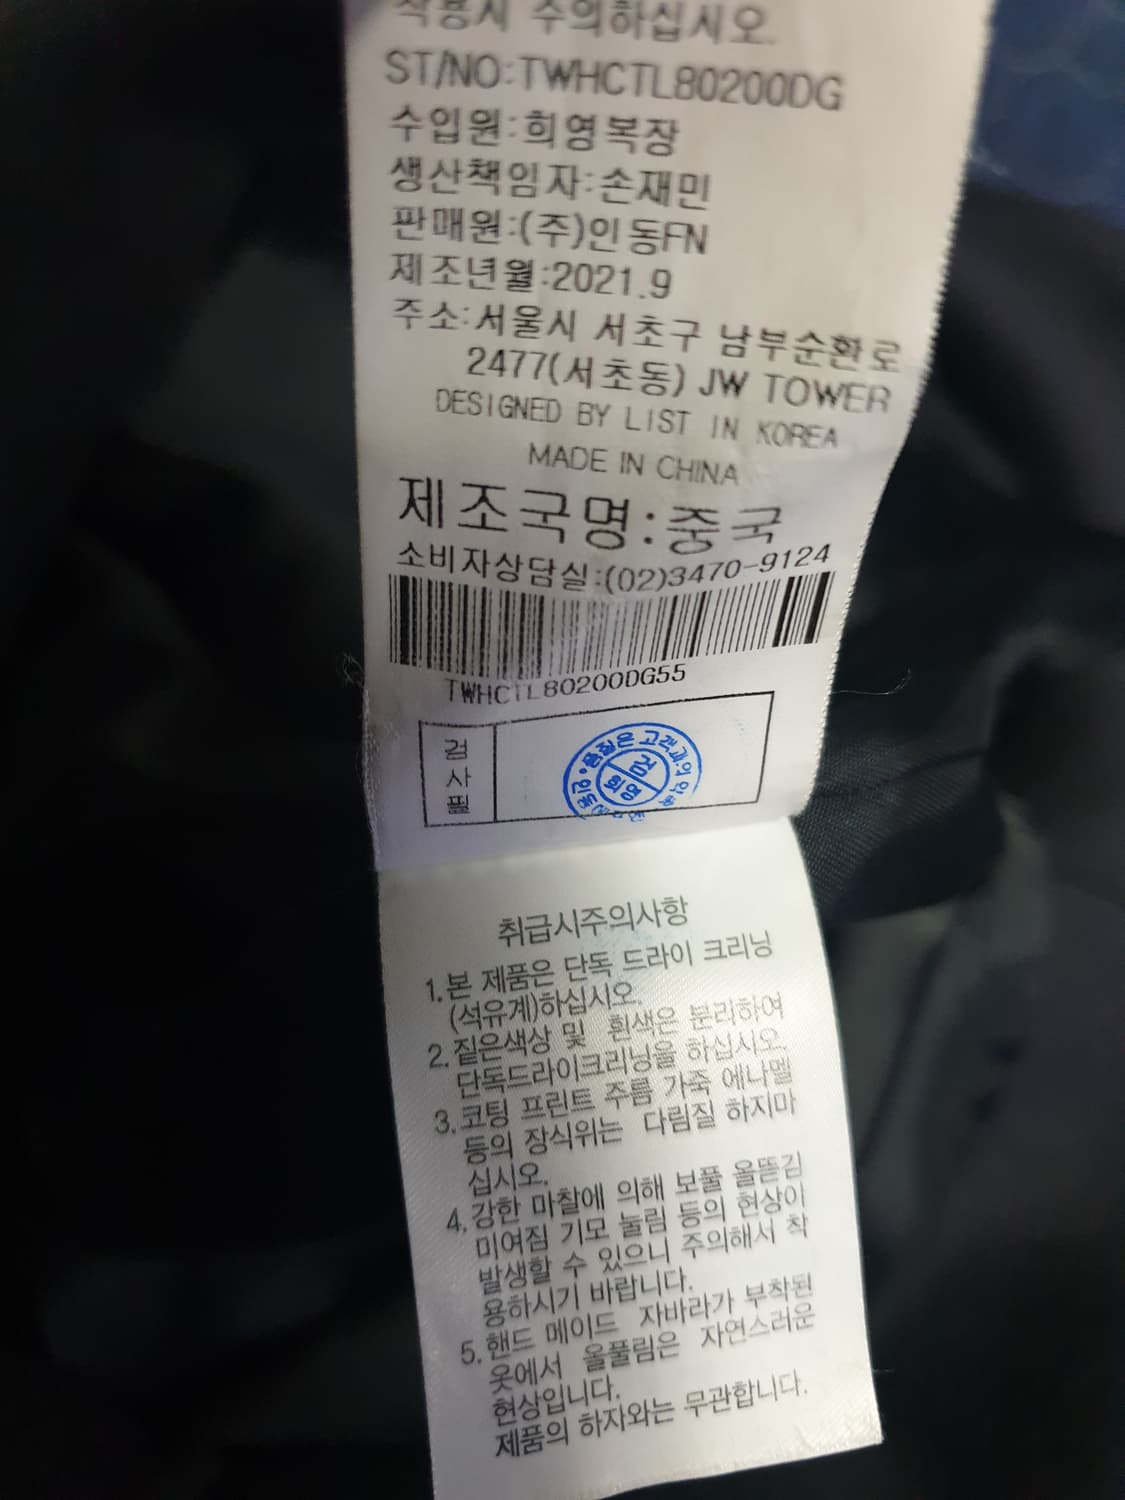 착용시 주의하십시오.
ST/NO:TWHCTL80200DG
수입원:희영복장
생산책임자:손재민
판매원:(주)인동FN
제조년월:2021.9
주소:서울시 서초구 남부순환로
2477(서초동) JW TOWER
DESIGNED BY LIST IN KOREA
MADE IN CHINA
제조국명:중국
소비자상담실:(02)3470-9124
TWHCTL80200DG55
검사필
품질은 고객과의
취급시주의사항
1.본 제품은 단독 드라이 크리닝
(석유계)하십시오.
2.짙은색상 및 흰색은 분리하여
단독드라이크리닝을 하십시오.
3.코팅 프린트 주름 가죽 에나멜
등의 장식위는 다림질 하지마
십시오.
4.강한 마찰에 의해 보풀 올뜯김
미여짐 기모 눌림 등의 현상이
발생할 수 있으니 주의해서 착
용하시기 바랍니다.
5.핸드 메이드 자바라가 부착된
옷에서 올풀림은 자연스러운
현상입니다.
제품의 하자와는 무관합니다.